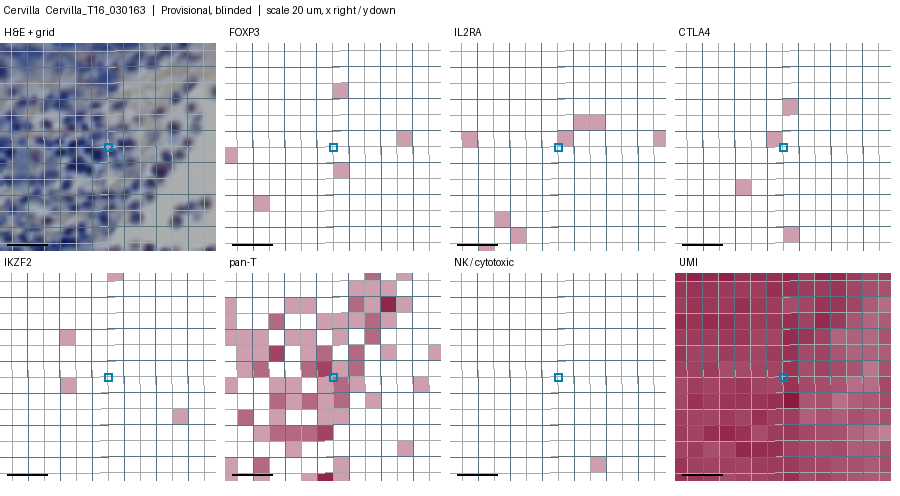 Cervilla Cervilla_T16_030163 | Provisional, blinded | scale 20 um, x right / y down
H&E + grid
FOXP3
IL2RA
CTLA4
IKZF2
pan-T
NK / cytotoxic
UMI